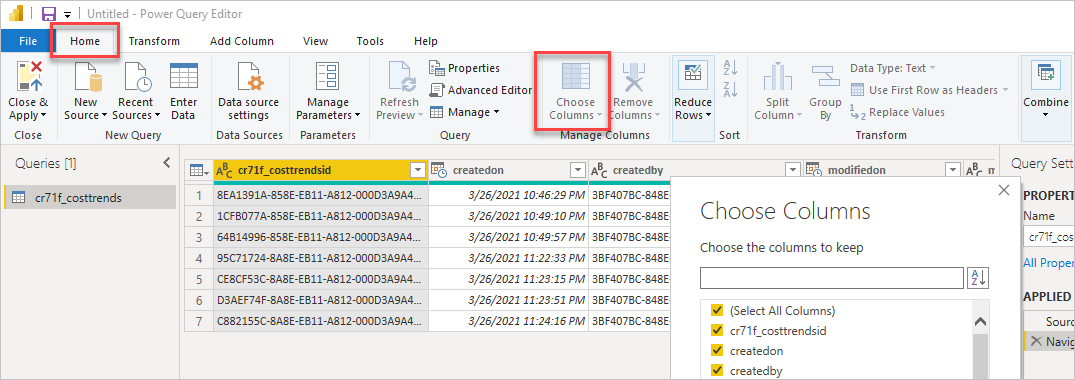 Untitled - Power Query Editor
File Home Transform Add Column View Tools Help
Close & Apply
New Source
Recent Sources
Enter Data
Data source settings
Manage Parameters
Refresh Preview
Properties
Advanced Editor
Manage
Choose Columns
Remove Columns
Reduce Rows
Split Column
Group By
Data Type: Text
Use First Row as Headers
Replace Values
Combine
Close New Query Data Sources Parameters Query Manage Columns Sort Transform
Queries [1]
cr71f_costtrends
cr71f_costtrendsid createdon createdby modifiedon
1 8EA1391A-858E-EB11-A812-000D3A9A4... 3/26/2021 10:46:29 PM 3BF407BC-848E
2 1CFB077A-858E-EB11-A812-000D3A9A4... 3/26/2021 10:49:10 PM 3BF407BC-848E
3 64B14996-858E-EB11-A812-000D3A9A4... 3/26/2021 10:49:57 PM 3BF407BC-848E
4 95C71724-8A8E-EB11-A812-000D3A9A4... 3/26/2021 11:22:33 PM 3BF407BC-848E
5 CE8CF53C-8A8E-EB11-A812-000D3A9A4... 3/26/2021 11:23:15 PM 3BF407BC-848E
6 D3AEF74F-8A8E-EB11-A812-000D3A9A4... 3/26/2021 11:23:51 PM 3BF407BC-848E
7 C882155C-8A8E-EB11-A812-000D3A9A4... 3/26/2021 11:24:16 PM 3BF407BC-848E
Choose Columns
Choose the columns to keep
(Select All Columns)
cr71f_costtrendsid
createdon
createdby
Query Set
PROPERT
Name
cr71f_cos
All Proper
APPLIED
Sourc
Navig